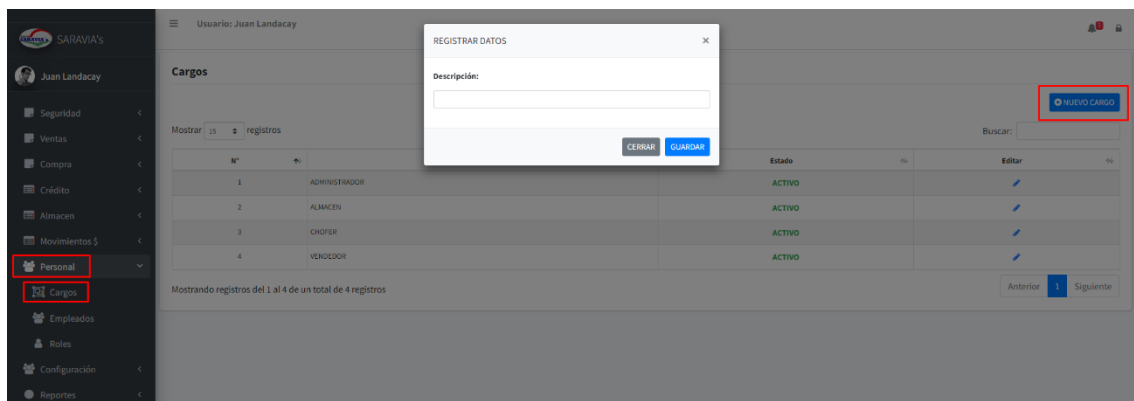 SARAVIA's
Usuario: Juan Landacay
Juan Landacay
Seguridad
Ventas
Compra
Crédito
Almacen
Movimientos $
Personal
Cargos
Empleados
Roles
Configuración
Reportes
REGISTRAR DATOS ×
Descripción:
CERRAR GUARDAR
Cargos
NUEVO CARGO
Mostrar 15 registros Buscar:
N° Estado Editar
1 ADMINISTRADOR ACTIVO
2 ALMACEN ACTIVO
3 CHOFER ACTIVO
4 VENDEDOR ACTIVO
Mostrando registros del 1 al 4 de un total de 4 registros Anterior 1 Siguiente